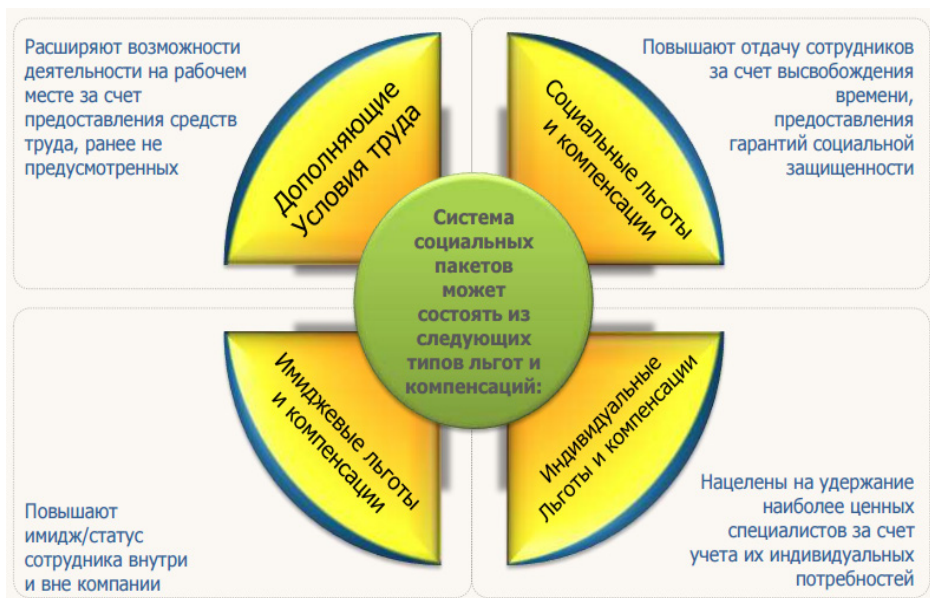 Расширяют возможности
деятельности на рабочем
месте за счет
предоставления средств
труда, ранее не
предусмотренных
Дополняющие
Условия труда
Социальные льготы
и компенсации
Повышают отдачу сотрудников
за счет высвобождения
времени,
предоставления
гарантий социальной
защищенности
Система
социальных
пакетов
может
состоять из
следующих
типов льгот и
компенсаций:
Имиджевые льготы
и компенсации
Индивидуальные
Льготы и компенсации
Повышают
имидж/статус
сотрудника внутри
и вне компании
Нацелены на удержание
наиболее ценных
специалистов за счет
учета их индивидуальных
потребностей